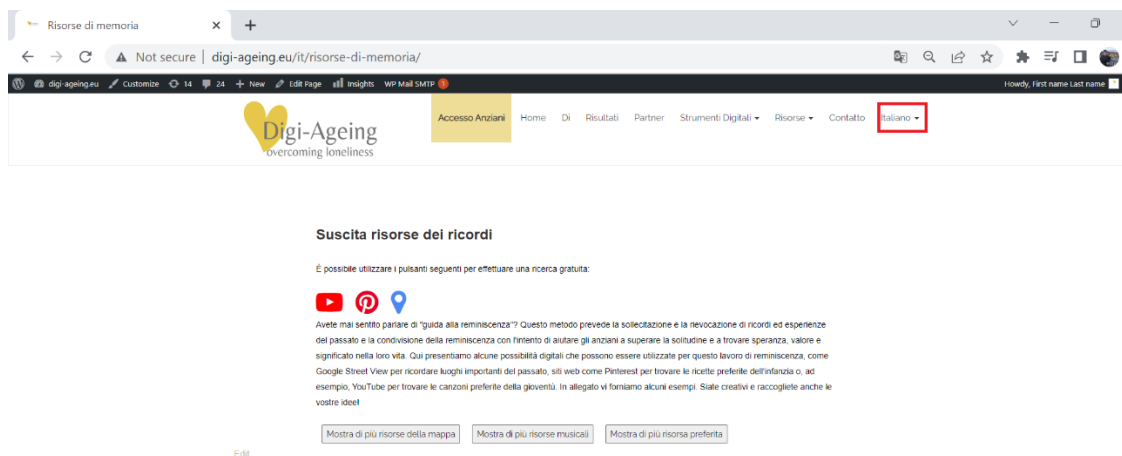 Risorse di memoria
Not secure | digi-ageing.eu/it/risorse-di-memoria/
digi-ageing.eu Customize 14 24 New Edit Page Insights WP Mail SMTP 1 Howdy, First name Last name
Digi-Ageing
overcoming loneliness
Accesso Anziani Home Di Risultati Partner Strumenti Digitali Risorse Contatto Italiano
Suscita risorse dei ricordi
È possibile utilizzare i pulsanti seguenti per effettuare una ricerca gratuita:
Avete mai sentito parlare di "guida alla reminiscenza"? Questo metodo prevede la sollecitazione e la rievocazione di ricordi ed esperienze
del passato e la condivisione della reminiscenza con l'intento di aiutare gli anziani a superare la solitudine e a trovare speranza, valore e
significato nella loro vita. Qui presentiamo alcune possibilità digitali che possono essere utilizzate per questo lavoro di reminiscenza, come
Google Street View per ricordare luoghi importanti del passato, siti web come Pinterest per trovare le ricette preferite dell'infanzia o, ad
esempio, YouTube per trovare le canzoni preferite della gioventù. In allegato vi forniamo alcuni esempi. Siate creativi e raccogliete anche le
vostre idee!
Mostra di più risorse della mappa Mostra di più risorse musicali Mostra di più risorsa preferita
Edit